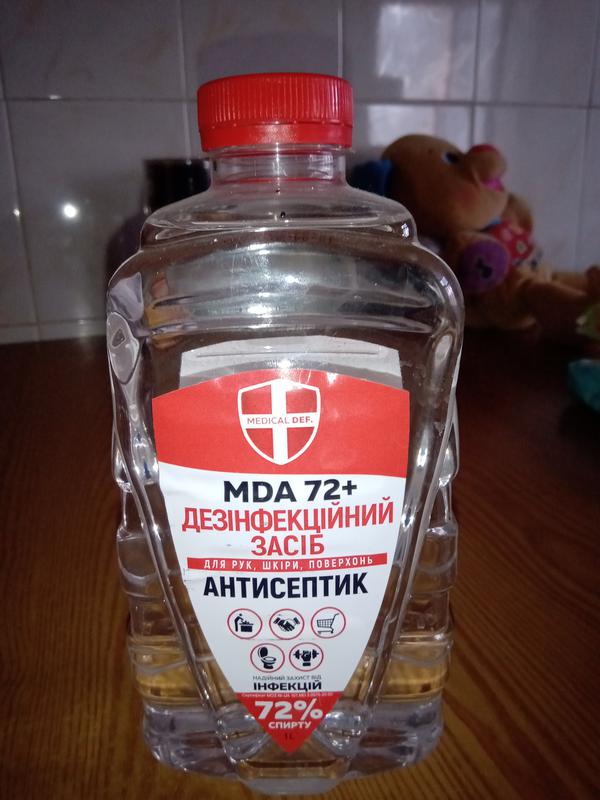 MEDICAL DEF.
MDA 72+
ДЕЗІНФЕКЦІЙНИЙ
ЗАСІБ
ДЛЯ РУК, ШКІРИ, ПОВЕРХОНЬ
АНТИСЕПТИК
НАДІЙНИЙ ЗАХИСТ ВІД
ІНФЕКЦІЙ
72%
СПИРТУ
1L